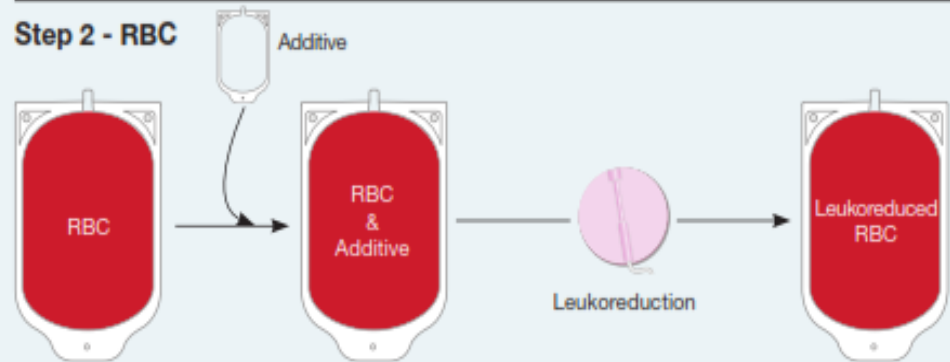 Step 2 - RBC
Additive
RBC
RBC
&
Additive
Leukoreduction
Leukoreduced
RBC